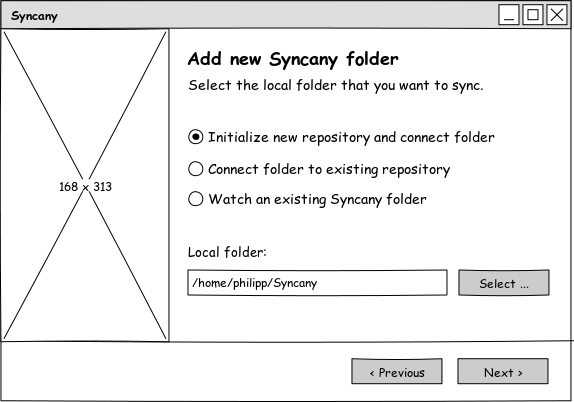 Syncany
Add new Syncany folder
Select the local folder that you want to sync.
168 x 313
Initialize new repository and connect folder
Connect folder to existing repository
Watch an existing Syncany folder
Local folder:
/home/philipp/Syncany
Select ...
‹ Previous
Next ›